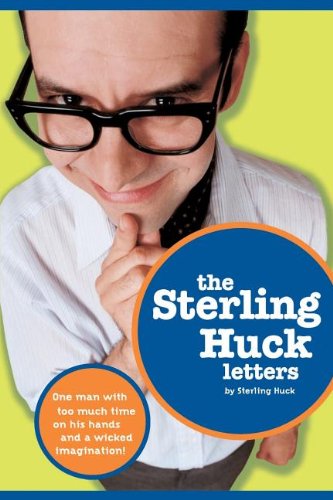 the
Sterling
Huck
letters
by Sterling Huck
One man with
too much time
on his hands
and a wicked
imagination!